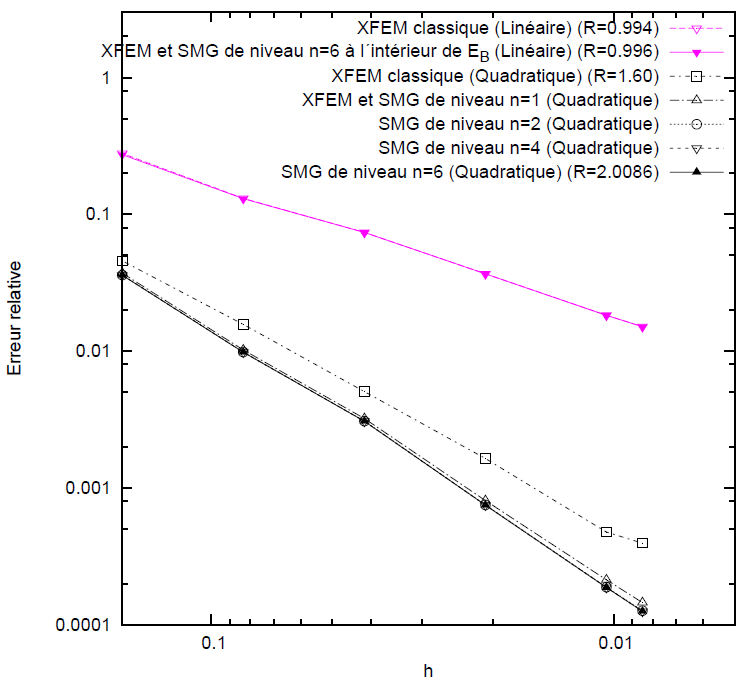 XFEM classique (Linéaire) (R=0.994)
XFEM et SMG de niveau n=6 à l´intérieur de E_B (Linéaire) (R=0.996)
XFEM classique (Quadratique) (R=1.60)
XFEM et SMG de niveau n=1 (Quadratique)
SMG de niveau n=2 (Quadratique)
SMG de niveau n=4 (Quadratique)
SMG de niveau n=6 (Quadratique) (R=2.0086)
1
0.1
0.01
0.001
0.0001
Erreur relative
0.1 0.01
h